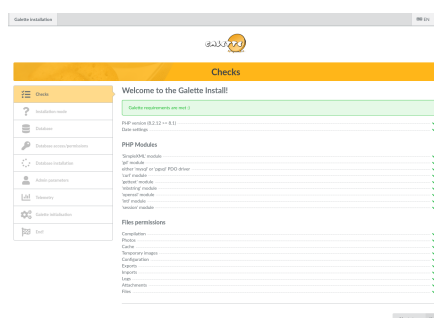 Galette Installation
EN
GALETTE
Checks
Checks
Installation mode
Database
Database access/permissions
Database installation
Admin parameters
Telemetry
Galette initialization
End!
Welcome to the Galette Install!
Galette requirements are met :)
PHP version (8.2.12 >= 8.1)
Date settings
PHP Modules
'SimpleXML' module
'gd' module
either 'mysql' or 'pgsql' PDO driver
'curl' module
'gettext' module
'mbstring' module
'openssl' module
'intl' module
'session' module
Files permissions
Compilation
Photos
Cache
Temporary images
Configuration
Exports
Imports
Logs
Attachments
Files